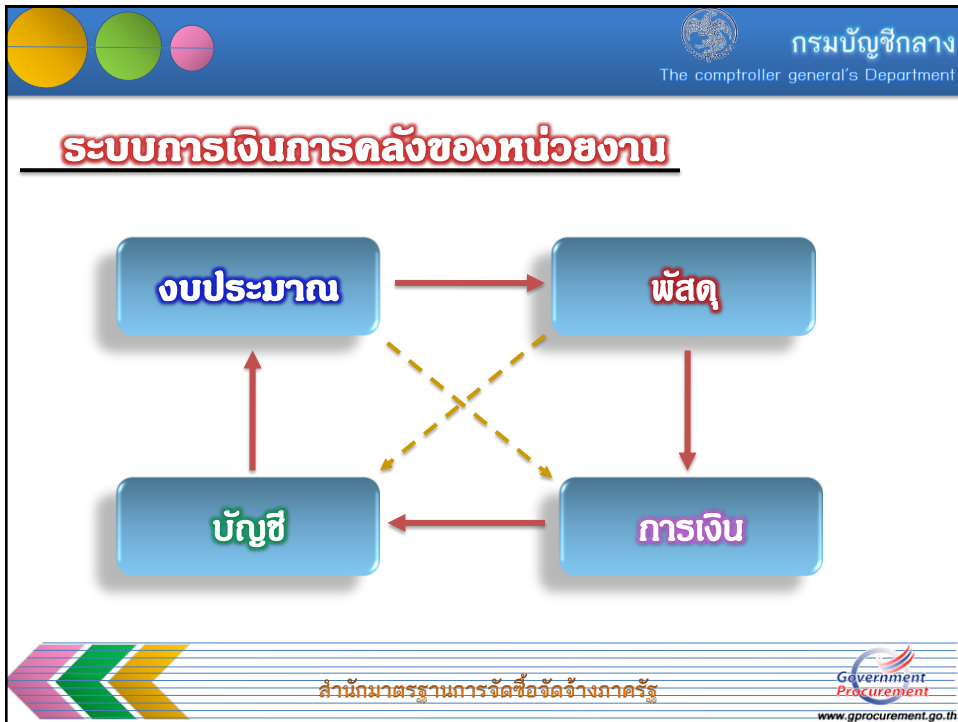 กรมบัญชีกลาง
The comptroller general's Department
ระบบการเงินการคลังของหน่วยงาน
งบประมาณ
พัสดุ
บัญชี
การเงิน
สำนักมาตรฐานการจัดซื้อจัดจ้างภาครัฐ
Government
Procurement
www.gprocurement.go.th